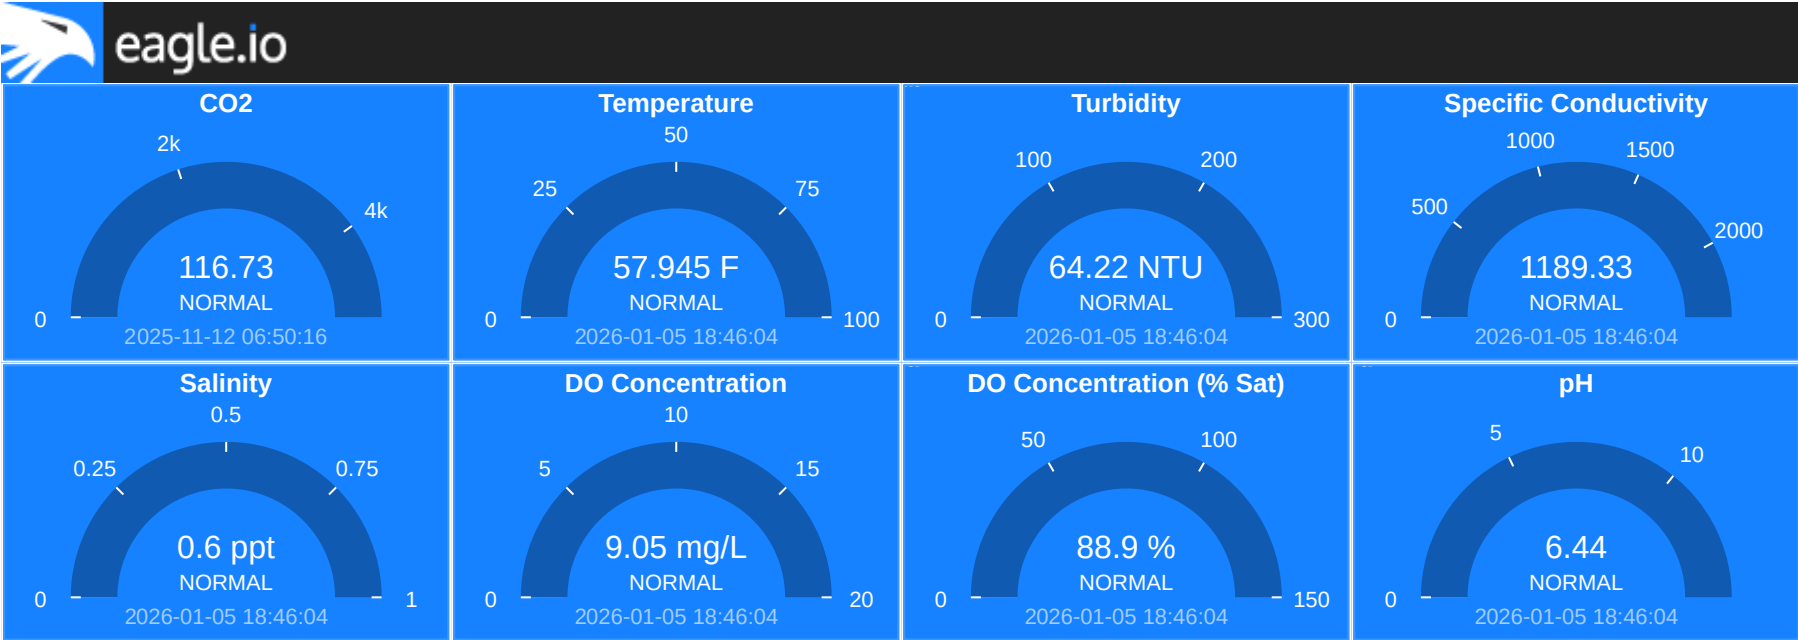 eagle.io
CO2
2k
4k
0
116.73
NORMAL
2025-11-12 06:50:16
Temperature
50
25
75
0
100
57.945 F
NORMAL
2026-01-05 18:46:04
Turbidity
100
200
0
300
64.22 NTU
NORMAL
2026-01-05 18:46:04
Specific Conductivity
1000
1500
500
2000
0
1189.33
NORMAL
2026-01-05 18:46:04
Salinity
0.5
0.25
0.75
0
1
0.6 ppt
NORMAL
2026-01-05 18:46:04
DO Concentration
10
5
15
0
20
9.05 mg/L
NORMAL
2026-01-05 18:46:04
DO Concentration (% Sat)
50
100
0
150
88.9 %
NORMAL
2026-01-05 18:46:04
pH
5
10
0
6.44
NORMAL
2026-01-05 18:46:04